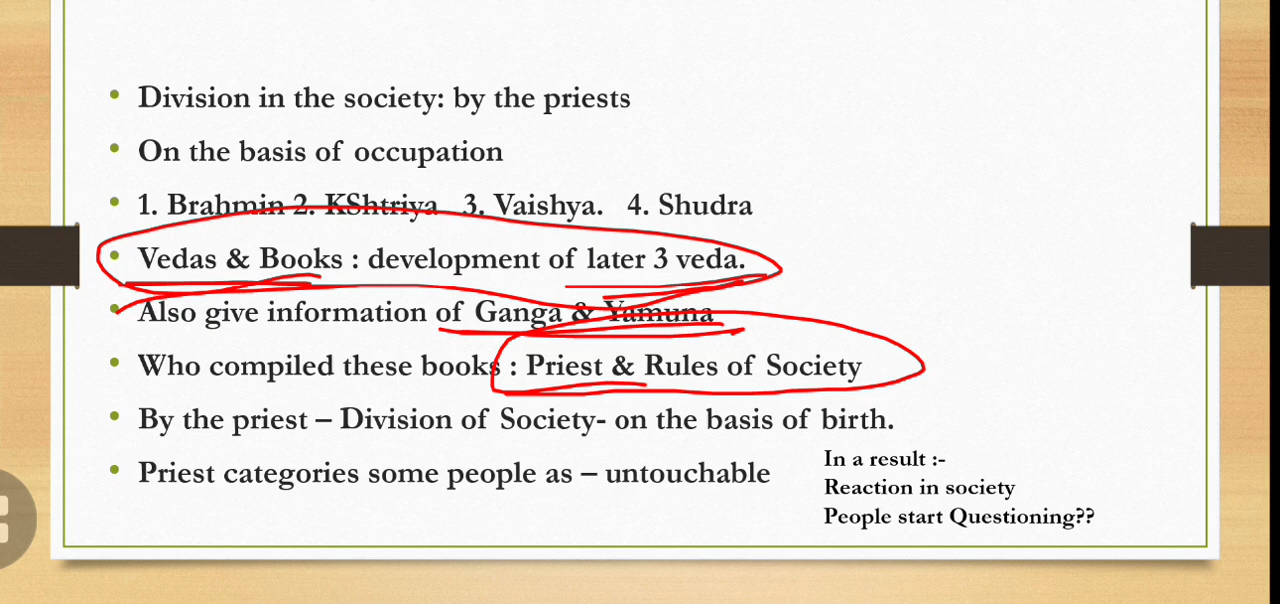 • Division in the society: by the priests
• On the basis of occupation
• 1. Brahmin 2. KShtriya 3. Vaishya. 4. Shudra
• Vedas & Books : development of later 3 veda.
• Also give information of Ganga & Yamuna
• Who compiled these books : Priest & Rules of Society
• By the priest – Division of Society- on the basis of birth.
• Priest categories some people as – untouchable
In a result :-
Reaction in society
People start Questioning??